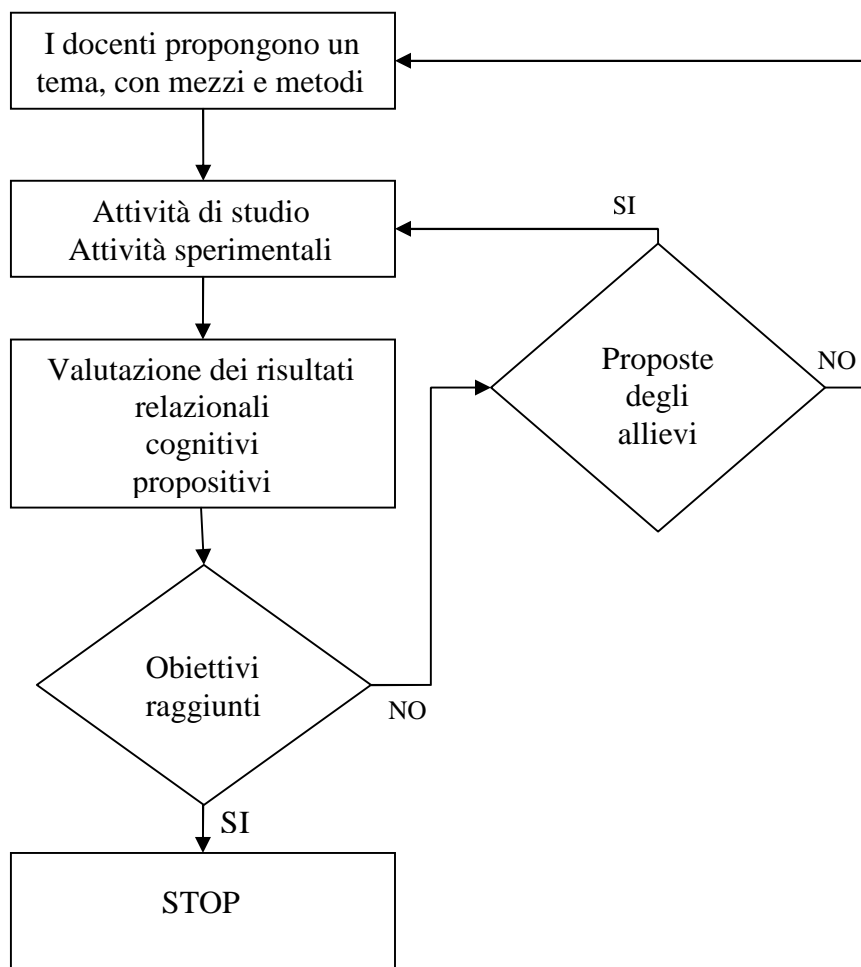 I docenti propongono un
tema, con mezzi e metodi
Attività di studio
Attività sperimentali
SI
Valutazione dei risultati
relazionali
cognitivi
propositivi
Proposte
degli
allievi
NO
Obiettivi
raggiunti
NO
SI
STOP